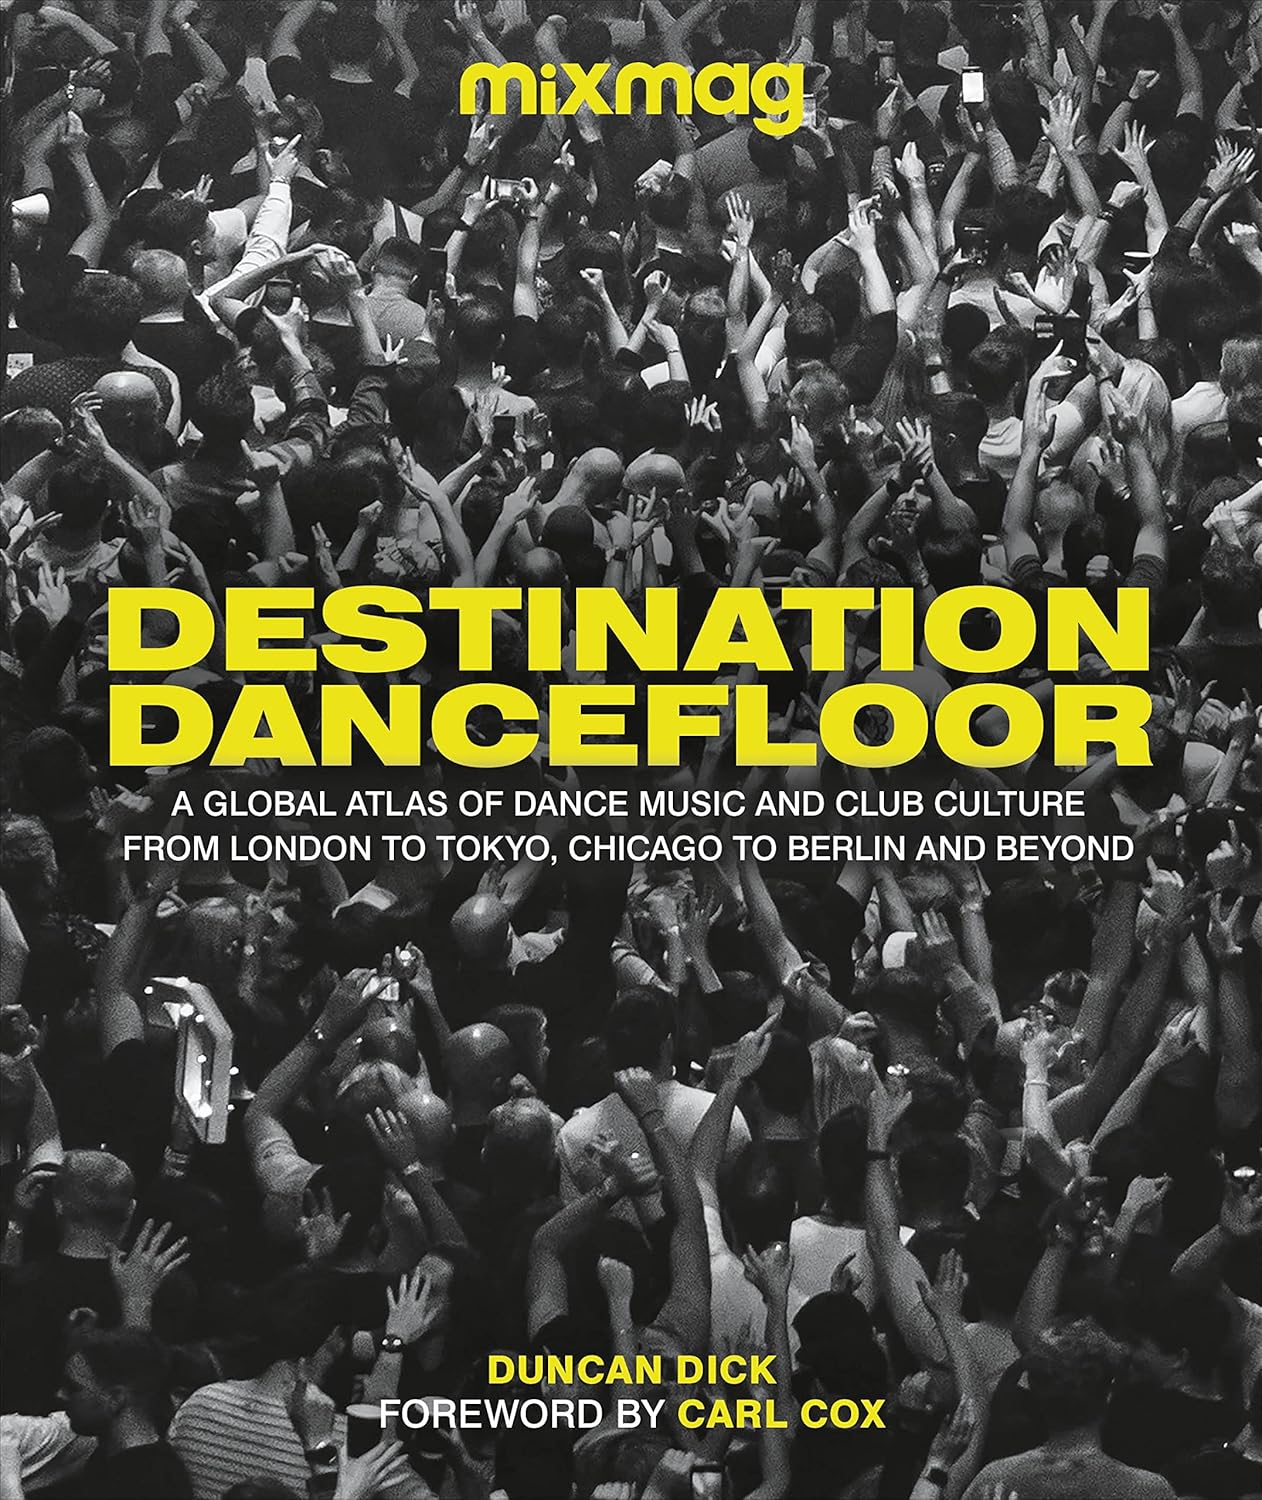 mixmag
DESTINATION
DANCEFLOOR
A GLOBAL ATLAS OF DANCE MUSIC AND CLUB CULTURE
FROM LONDON TO TOKYO, CHICAGO TO BERLIN AND BEYOND
DUNCAN DICK
FOREWORD BY CARL COX